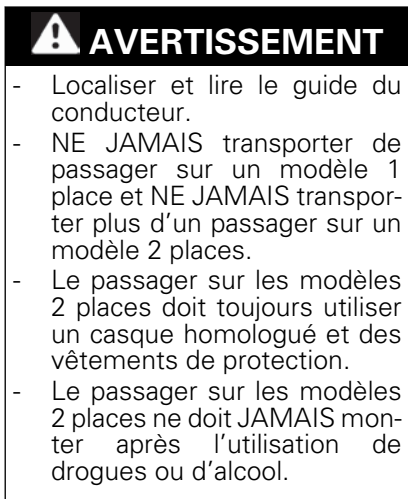 AVERTISSEMENT
- Localiser et lire le guide du
conducteur.
- NE JAMAIS transporter de
passager sur un modèle 1
place et NE JAMAIS transpor-
ter plus d'un passager sur un
modèle 2 places.
- Le passager sur les modèles
2 places doit toujours utiliser
un casque homologué et des
vêtements de protection.
- Le passager sur les modèles
2 places ne doit JAMAIS mon-
ter après l'utilisation de
drogues ou d'alcool.